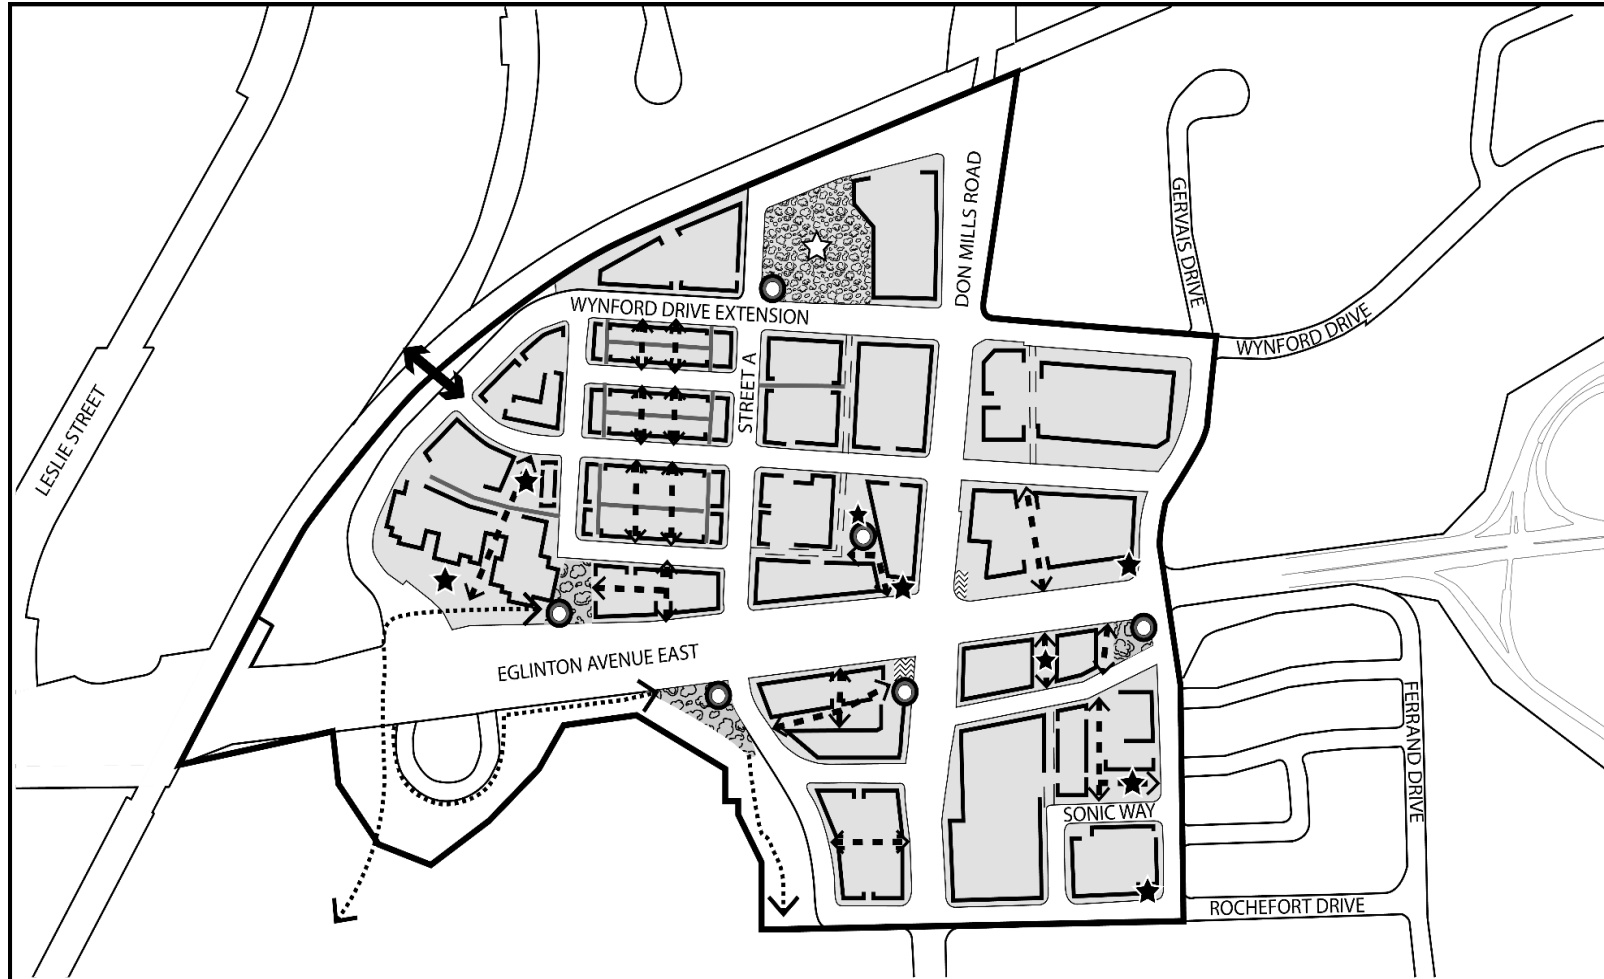 DON MILLS ROAD
GERVAIS DRIVE
WYNFORD DRIVE EXTENSION
WYNFORD DRIVE
STREET A
LESLIE STREET
EGLINTON AVENUE EAST
FERRAND DRIVE
SONIC WAY
ROCHEFORT DRIVE